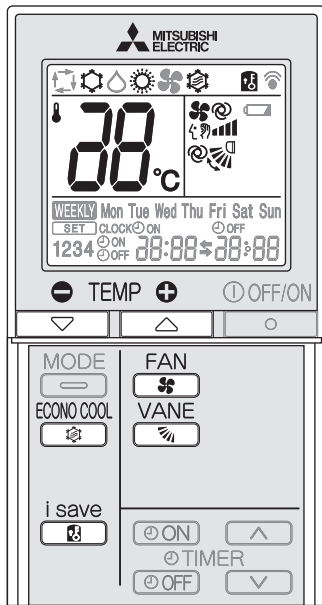 MITSUBISHI
ELECTRIC
88°C
WEEKLY Mon Tue Wed Thu Fri Sat Sun
SET CLOCK ON OFF
1234 ON OFF 88:88 88:88
TEMP OFF/ON
MODE FAN
ECONO COOL VANE
i save
ON
TIMER
OFF